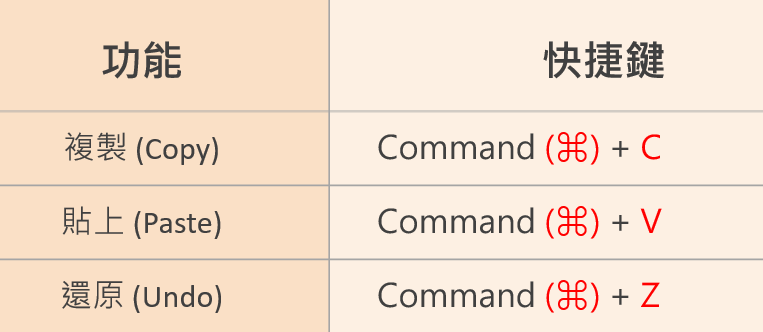 功能 快捷鍵
複製 (Copy) Command (⌘) + C
貼上 (Paste) Command (⌘) + V
還原 (Undo) Command (⌘) + Z